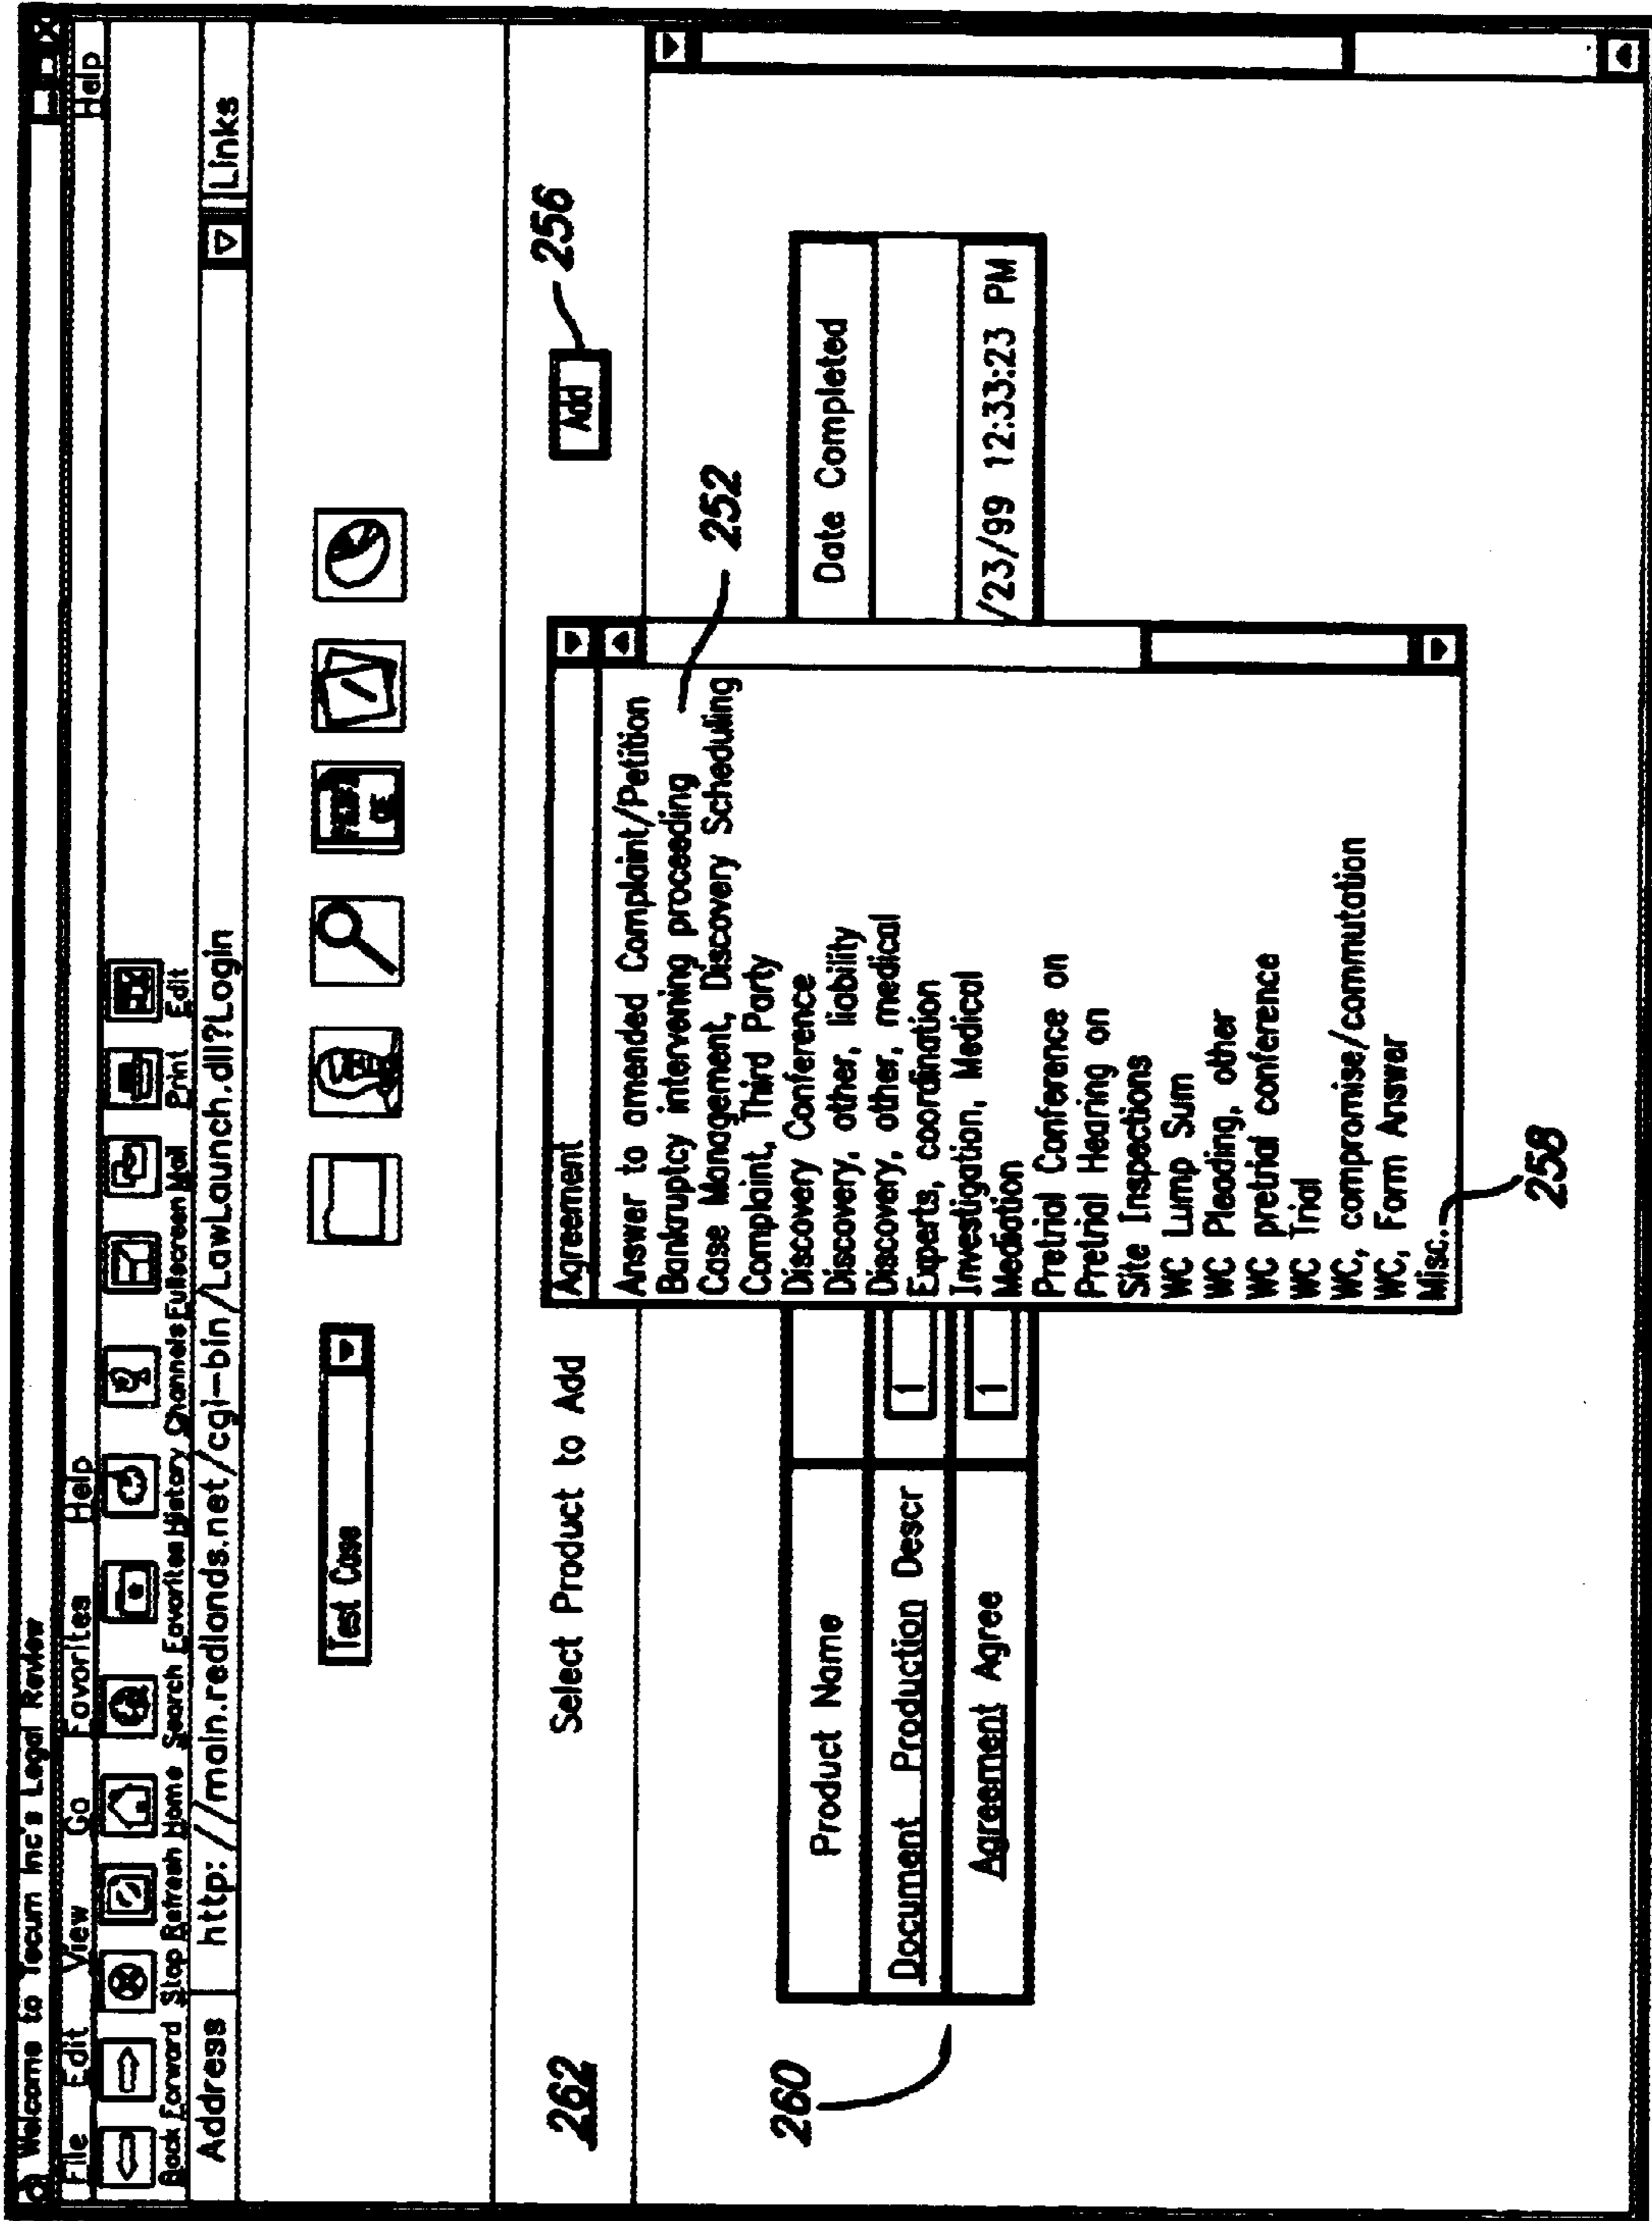 Welcome to Tecum Inc's Legal Review
File Edit View Go Favorites Help Help
Back Forward Stop Refresh Home Search Favorites History Channels Fullscreen Mail Print Edit
Address http://main.redlands.net/cgi-bin/LawLaunch.dll?Login Links
Test Case
262 Select Product to Add Add 256
Agreement
Answer to amended Complaint/Petition
Bankruptcy intervening proceeding
252
Case Management, Discovery Scheduling
Complaint, Third Party
Discovery Conference
Discovery, other, liability
Discovery, other, medical
Experts, coordination
Investigation, Medical
Mediation
Pretrial Conference on
Pretrial Hearing on
Site Inspections
WC Lump Sum
WC Pleading, other
WC pretrial conference
WC Trial
WC, compromise/commutation
WC, Form Answer
Misc.
258
260
Product Name Date Completed
Document Production Descr 1
Agreement Agree 1 /23/99 12:33:23 PM